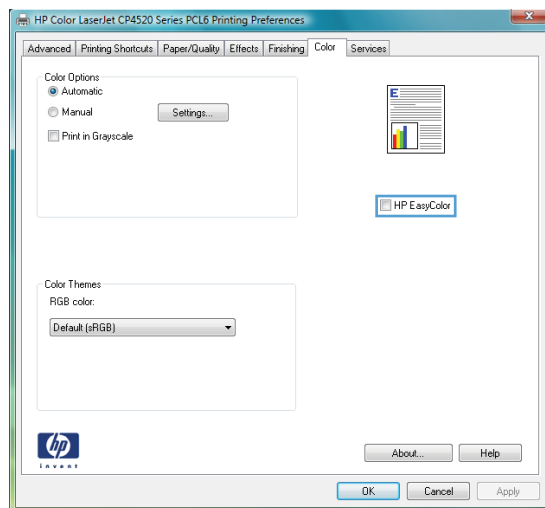 HP Color LaserJet CP4520 Series PCL6 Printing Preferences
Advanced Printing Shortcuts Paper/Quality Effects Finishing Color Services
Color Options
Automatic
Manual
Settings...
Print in Grayscale
E
HP EasyColor
Color Themes
RGB color:
Default (sRGB)
hp
invent
About... Help
OK Cancel Apply